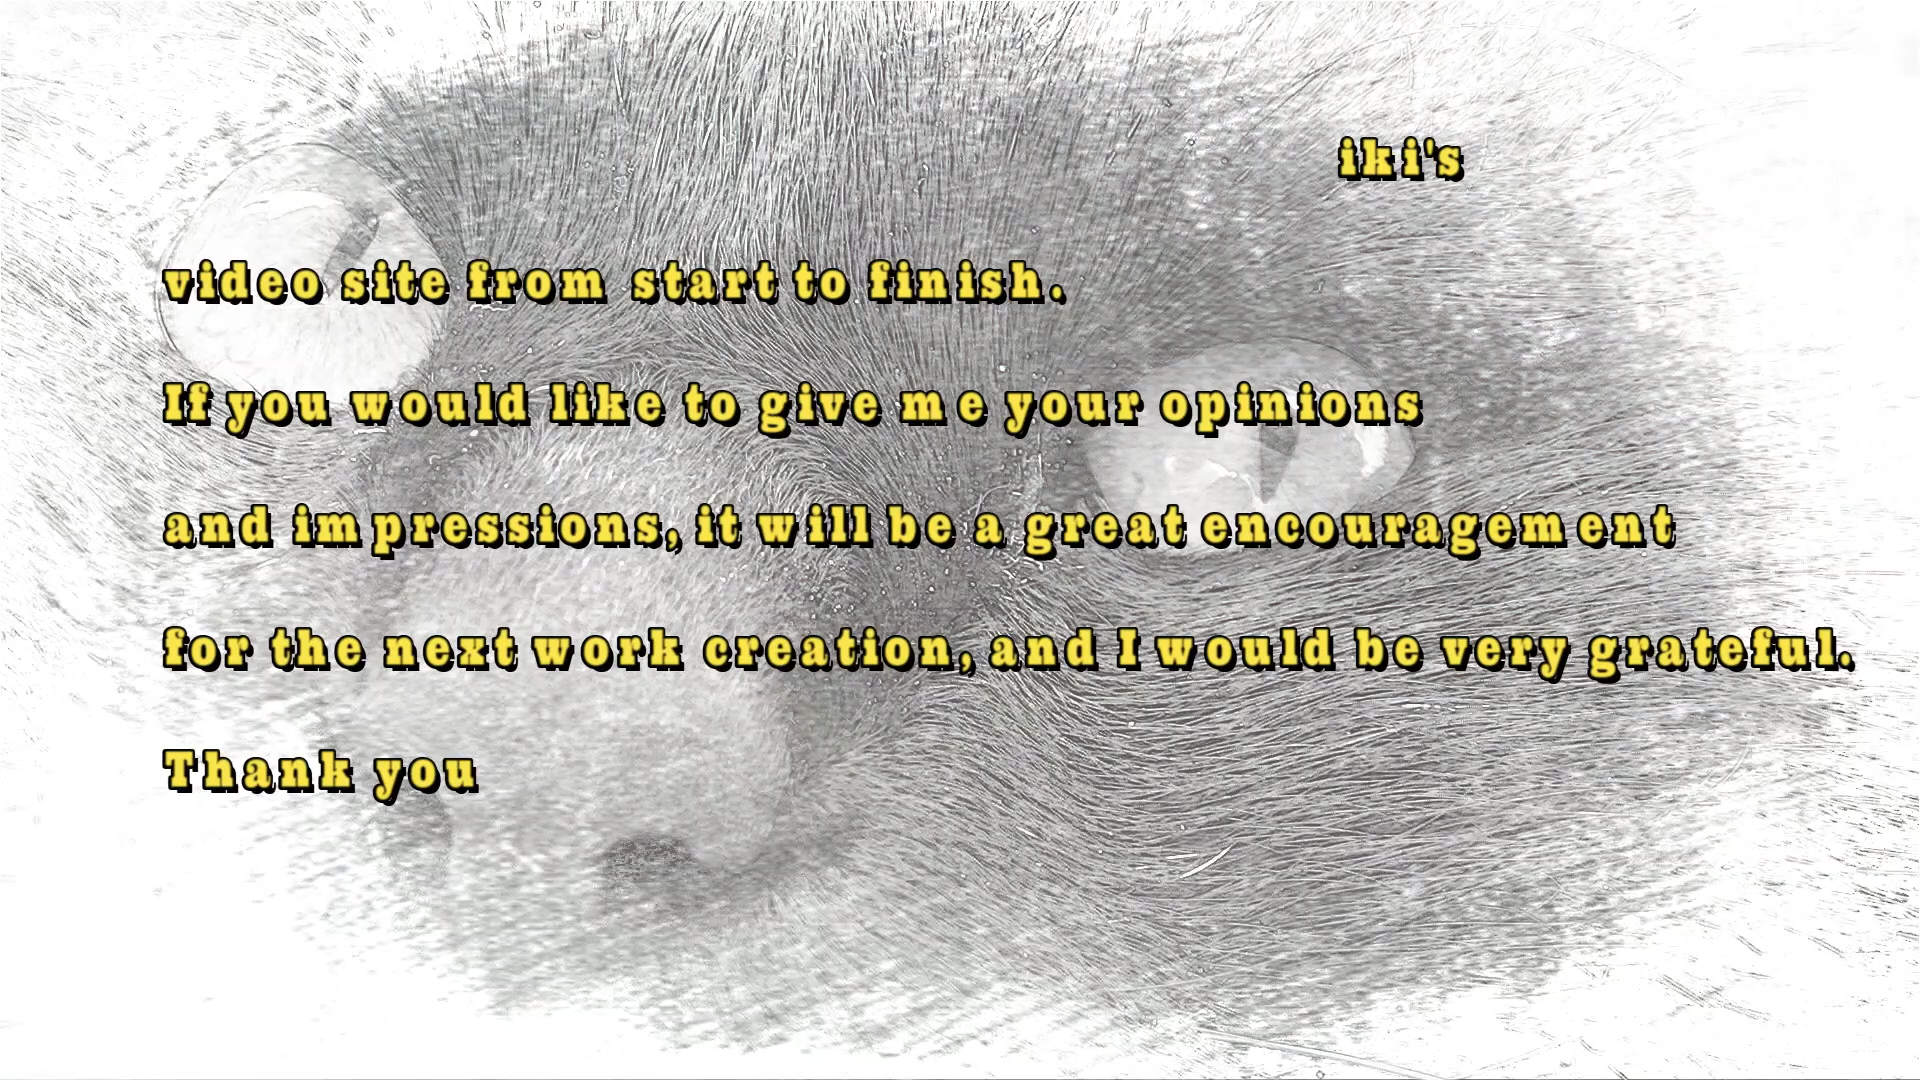 iki's
video site from start to finish.
If you would like to give me your opinions
and impressions, it will be a great encouragement
for the next work creation, and I would be very grateful.
Thank you